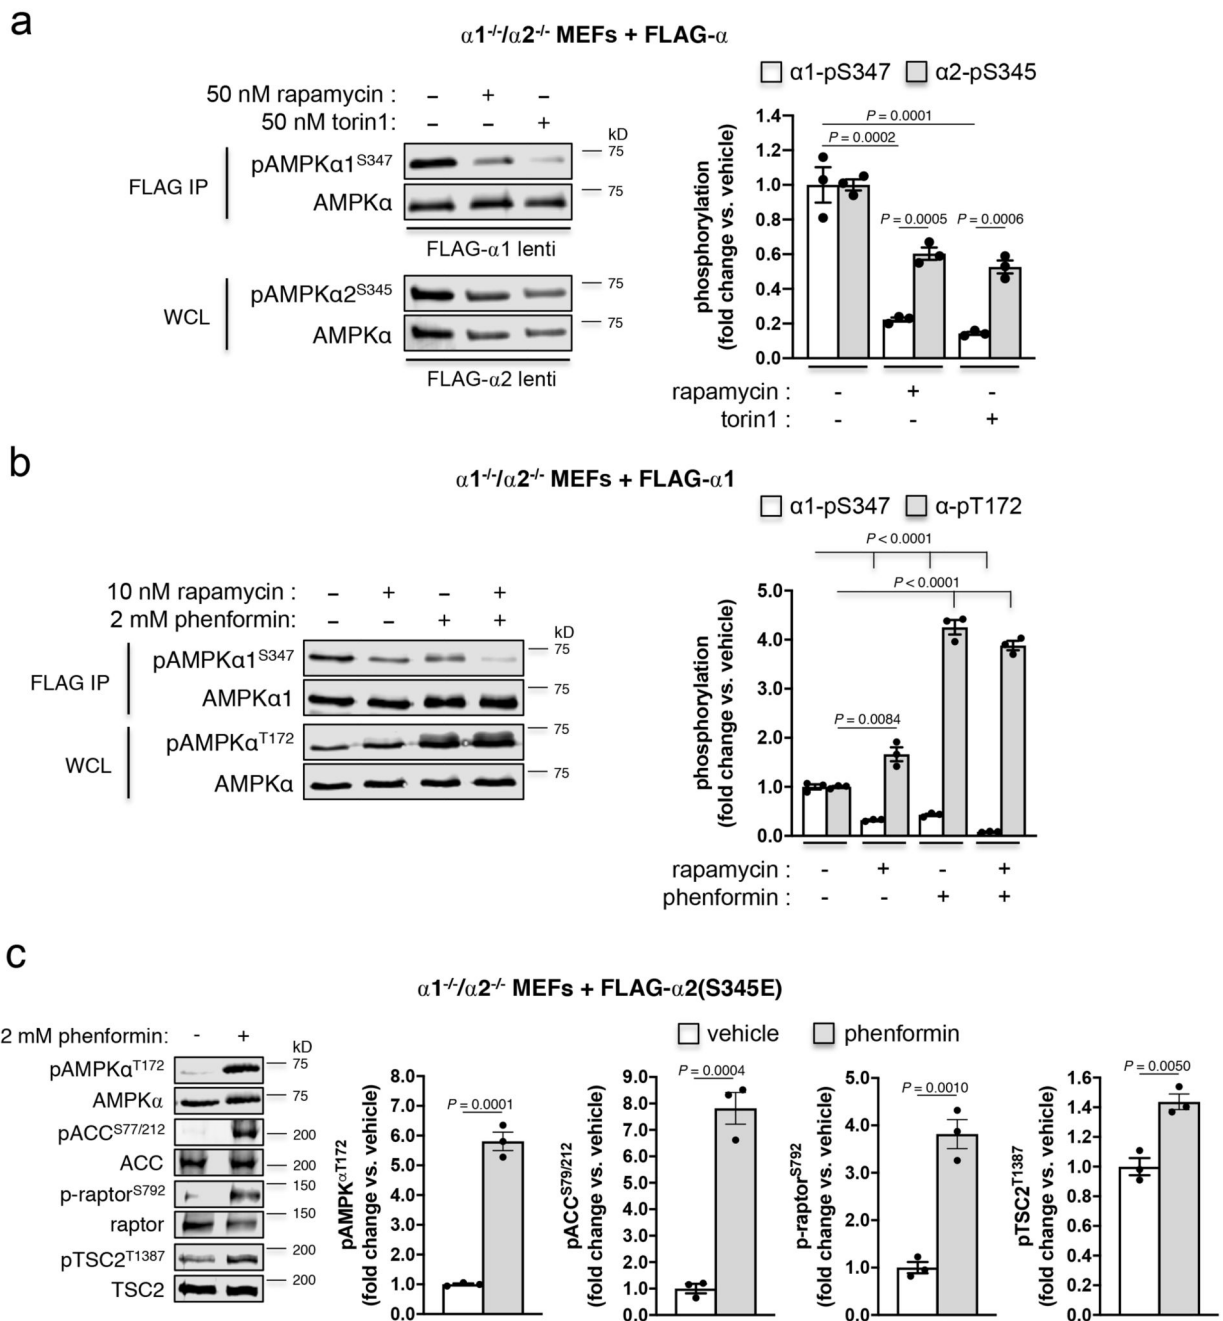 a
α1-/-/α2-/- MEFs + FLAG-α
50 nM rapamycin : – + –
50 nM torin1: – – +
kD
FLAG IP
pAMPKα1S347
75
AMPKα
75
FLAG-α1 lenti
WCL
pAMPKα2S345
75
AMPKα
75
FLAG-α2 lenti
α1-pS347 α2-pS345
phosphorylation
(fold change vs. vehicle)
1.4
1.2
1.0
0.8
0.6
0.4
0.2
0.0
P = 0.0001
P = 0.0002
P = 0.0005 P = 0.0006
rapamycin : - + -
torin1 : - - +
b
α1-/-/α2-/- MEFs + FLAG-α1
10 nM rapamycin : – + – +
2 mM phenformin: – – + +
kD
FLAG IP
pAMPKα1S347
75
AMPKα1
75
WCL
pAMPKαT172
75
AMPKα
75
α1-pS347 α-pT172
phosphorylation
(fold change vs. vehicle)
5.0
4.0
3.0
2.0
1.0
0.0
P < 0.0001
P < 0.0001
P = 0.0084
rapamycin : - + - +
phenformin : - - + +
c
α1-/-/α2-/- MEFs + FLAG-α2(S345E)
2 mM phenformin: - +
kD
pAMPKαT172
75
AMPKα
75
pACCS77/212
200
ACC
200
p-raptorS792
150
raptor
150
pTSC2T1387
200
TSC2
200
vehicle phenformin
pAMPKαT172
(fold change vs. vehicle)
8.0
7.0
6.0
5.0
4.0
3.0
2.0
1.0
0.0
P = 0.0001
pACCS79/212
(fold change vs. vehicle)
9.0
8.0
7.0
6.0
5.0
4.0
3.0
2.0
1.0
0.0
P = 0.0004
p-raptorS792
(fold change vs. vehicle)
5.0
4.0
3.0
2.0
1.0
0.0
P = 0.0010
pTSC2T1387
(fold change vs. vehicle)
1.6
1.4
1.2
1.0
0.8
0.6
0.4
0.2
0.0
P = 0.0050